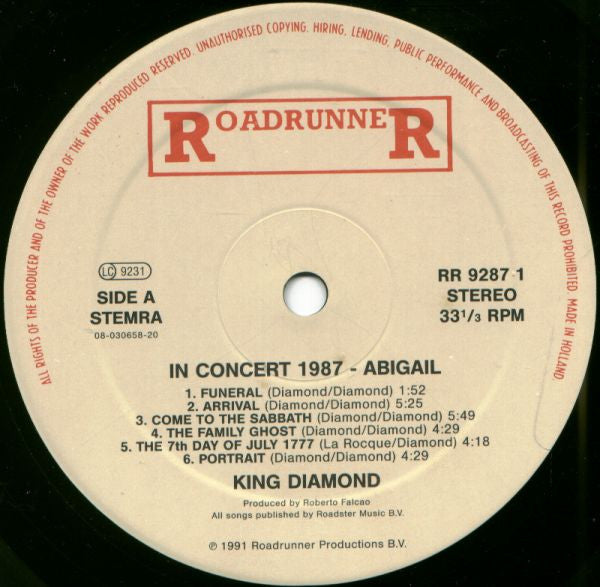 ALL RIGHTS OF THE PRODUCER AND OF THE OWNER OF THE WORK REPRODUCED RESERVED. UNAUTHORISED COPYING, HIRING, LENDING, PUBLIC PERFORMANCE AND BROADCASTING OF THIS RECORD PROHIBITED. MADE IN HOLLAND.
ROADRUNNER
LC 9231
SIDE A
STEMRA
08-030658-20
RR 9287-1
STEREO
33 1/3 RPM
IN CONCERT 1987 - ABIGAIL
1. FUNERAL (Diamond/Diamond) 1:52
2. ARRIVAL (Diamond/Diamond) 5:25
3. COME TO THE SABBATH (Diamond/Diamond) 5:49
4. THE FAMILY GHOST (Diamond/Diamond) 4:29
5. THE 7th DAY OF JULY 1777 (La Rocque/Diamond) 4:18
6. PORTRAIT (Diamond/Diamond) 4:29
KING DIAMOND
Produced by Roberto Falcao
All songs published by Roadster Music B.V.
℗ 1991 Roadrunner Productions B.V.